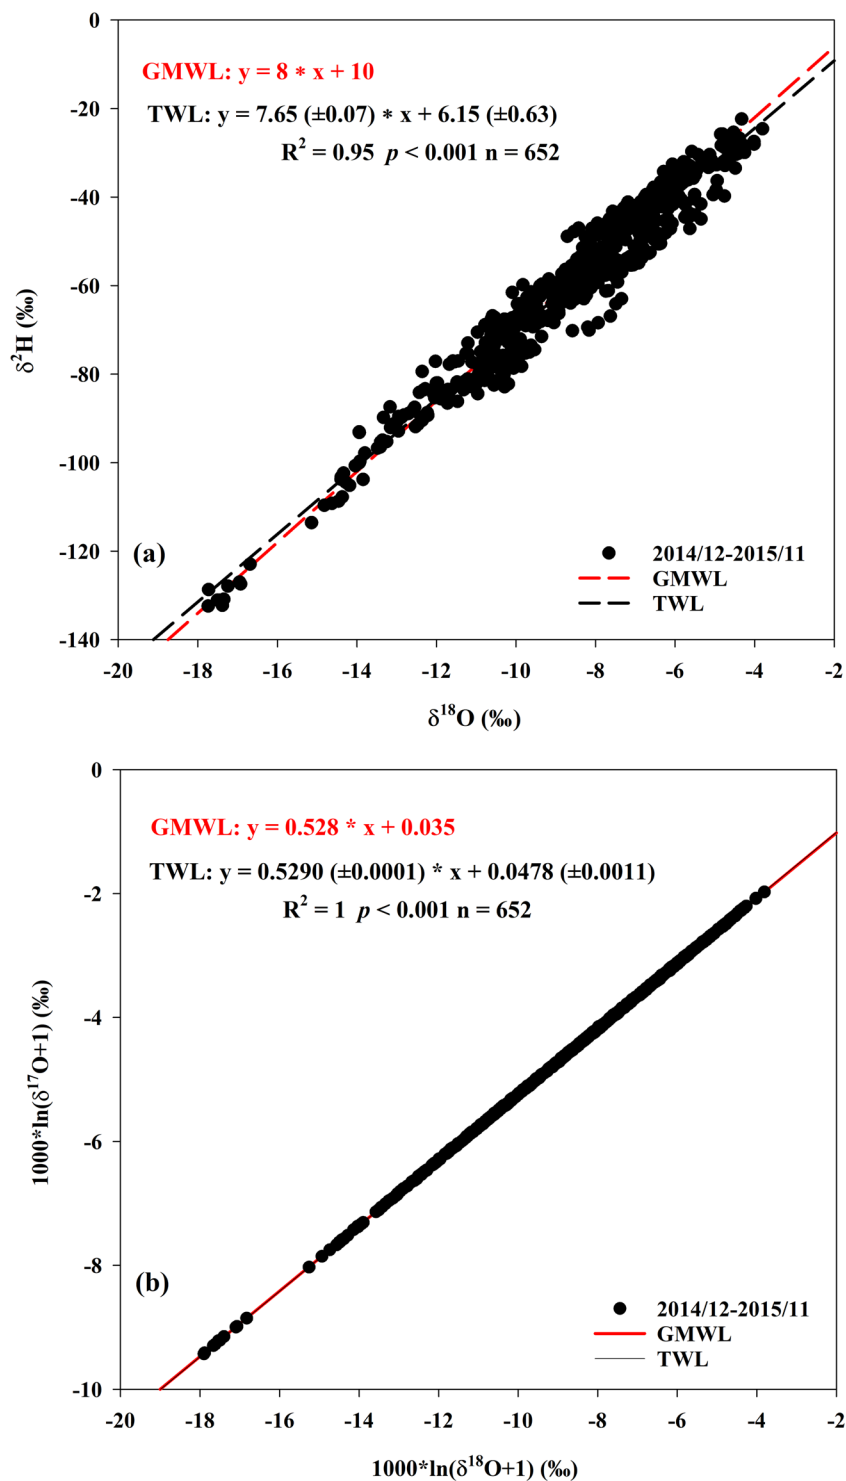 0
-20
-40
-60
-80
-100
-120
-140
δ²H (‰)
GMWL: y = 8 * x + 10
TWL: y = 7.65 (±0.07) * x + 6.15 (±0.63)
R² = 0.95 p < 0.001 n = 652
(a)
2014/12-2015/11
GMWL
TWL
-20 -18 -16 -14 -12 -10 -8 -6 -4 -2
δ¹⁸O (‰)
0
-2
-4
-6
-8
-10
1000*ln(δ¹⁷O+1) (‰)
GMWL: y = 0.528 * x + 0.035
TWL: y = 0.5290 (±0.0001) * x + 0.0478 (±0.0011)
R² = 1 p < 0.001 n = 652
(b)
2014/12-2015/11
GMWL
TWL
-20 -18 -16 -14 -12 -10 -8 -6 -4 -2
1000*ln(δ¹⁸O+1) (‰)